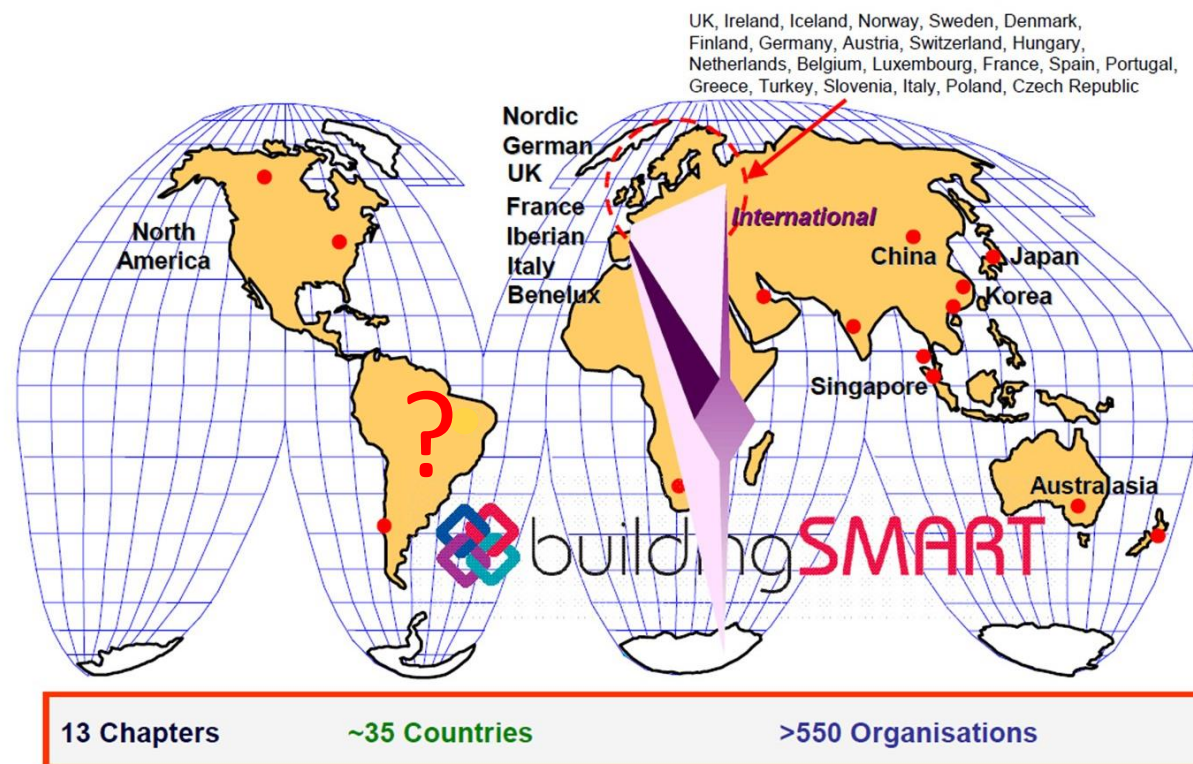 UK, Ireland, Iceland, Norway, Sweden, Denmark,
Finland, Germany, Austria, Switzerland, Hungary,
Netherlands, Belgium, Luxembourg, France, Spain, Portugal,
Greece, Turkey, Slovenia, Italy, Poland, Czech Republic
Nordic
German
UK
France
Iberian
Italy
Benelux
North
America
International
China
Japan
Korea
Singapore
?
Australasia
buildingSMART
13 Chapters
~35 Countries
>550 Organisations